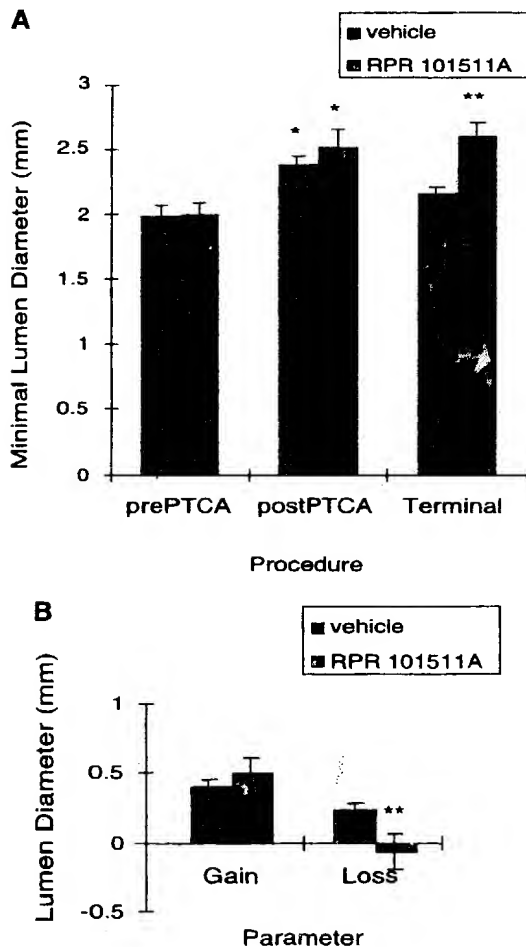 A
vehicle
RPR 101511A
3
2.5
2
1.5
1
0.5
0
Minimal Lumen Diameter (mm)
*
*
**
prePTCA postPTCA Terminal
Procedure
B
vehicle
RPR 101511A
1
0.5
0
-0.5
Lumen Diameter (mm)
**
Gain Loss
Parameter